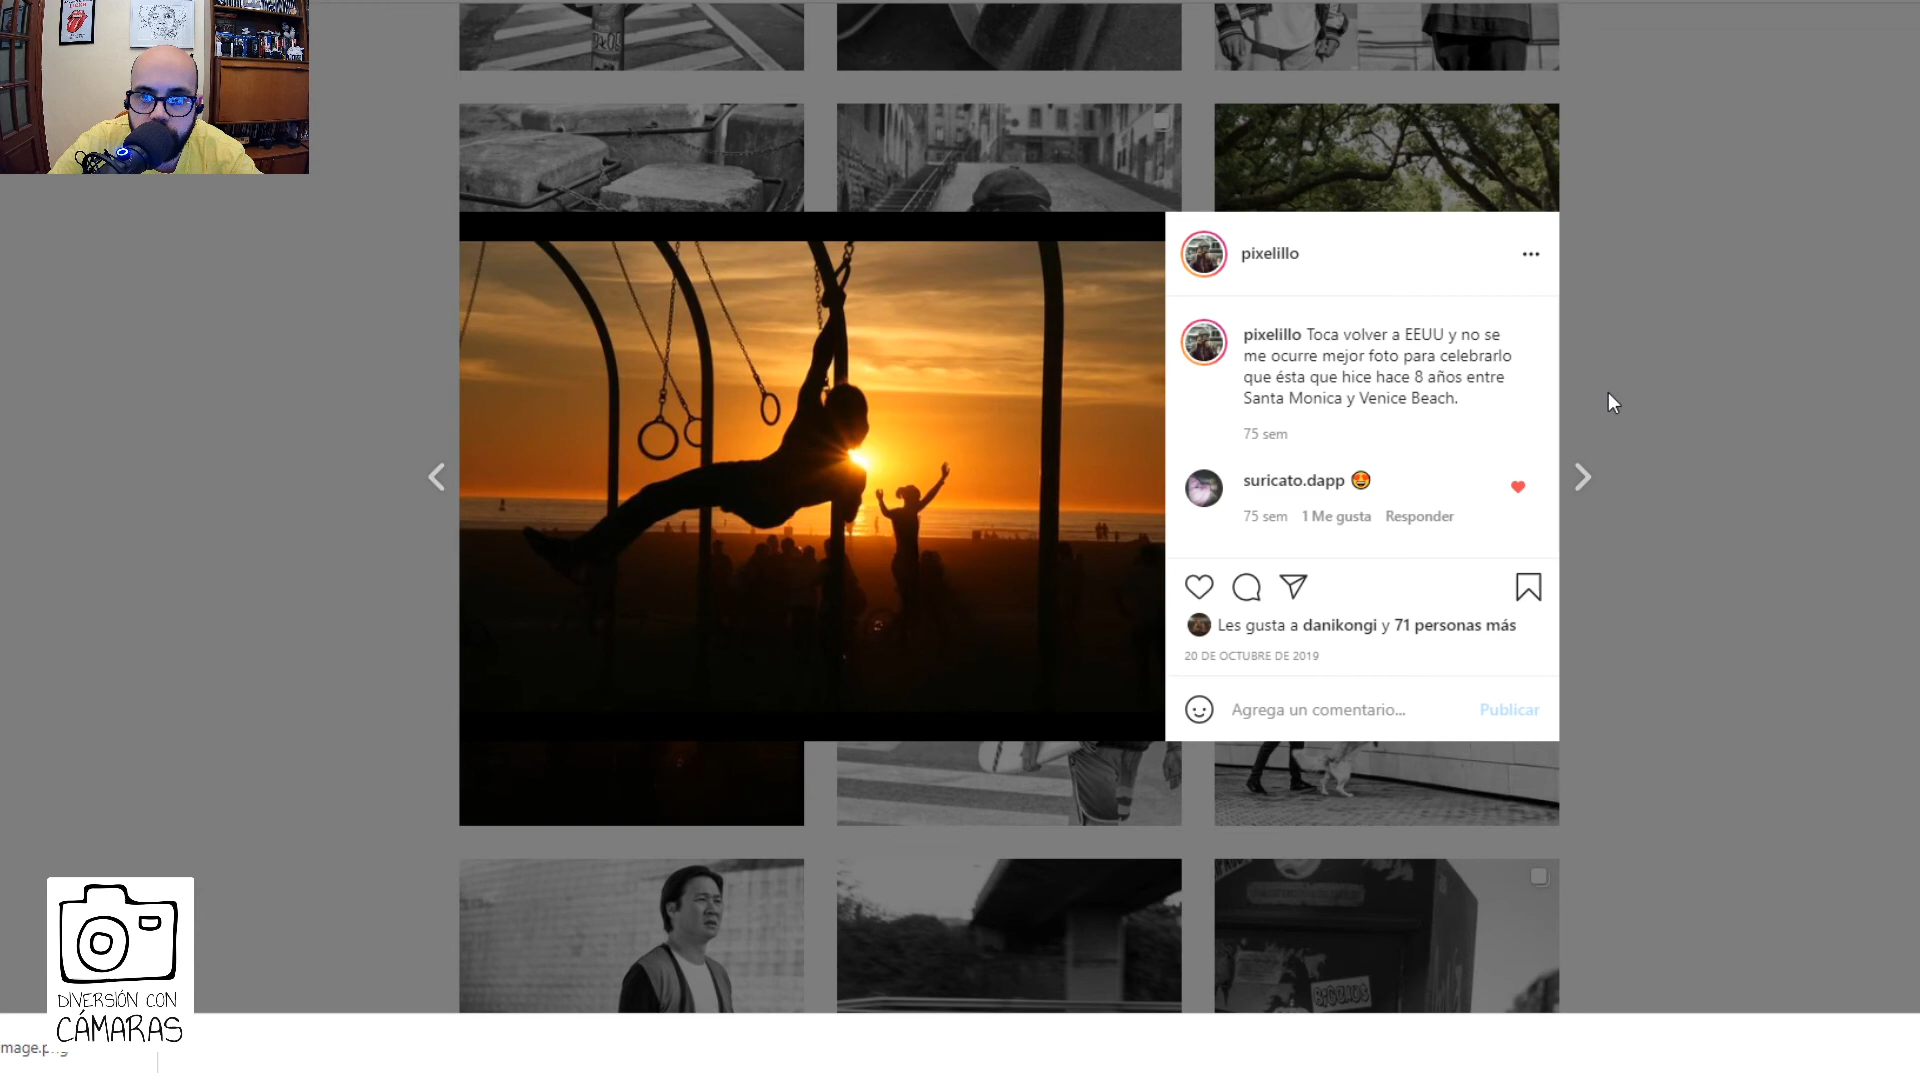 pixelillo
pixelillo Toca volver a EEUU y no se
me ocurre mejor foto para celebrarlo
que ésta que hice hace 8 años entre
Santa Monica y Venice Beach.
75 sem
suricato.dapp 😍
75 sem 1 Me gusta Responder
Les gusta a danikongi y 71 personas más
20 DE OCTUBRE DE 2019
Agrega un comentario... Publicar
DIVERSIÓN CON
CÁMARAS